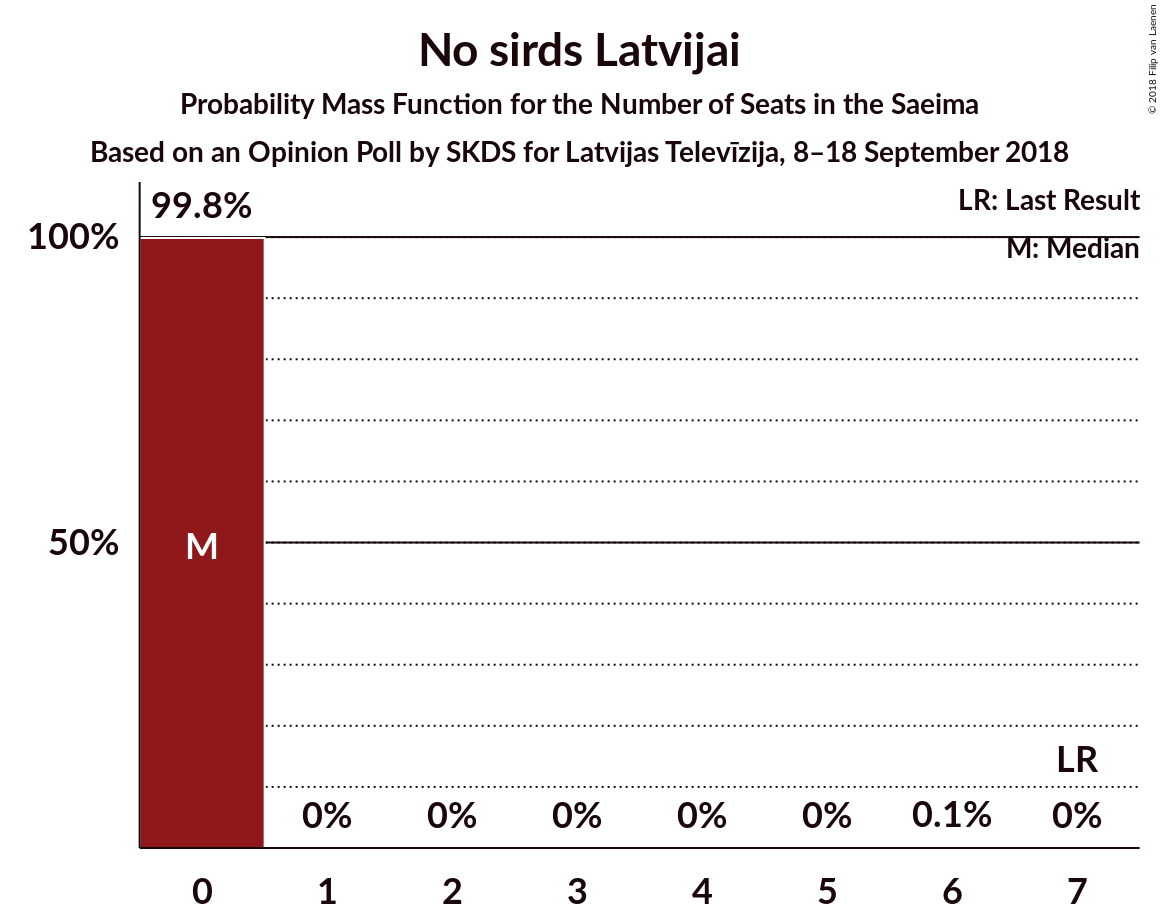 No sirds Latvijai
Probability Mass Function for the Number of Seats in the Saeima
Based on an Opinion Poll by SKDS for Latvijas Televīzija, 8–18 September 2018
© 2018 Filip van Laenen
LR: Last Result
M: Median
99.8%
100%
50%
M
LR
0% 0% 0% 0% 0% 0.1% 0%
0 1 2 3 4 5 6 7